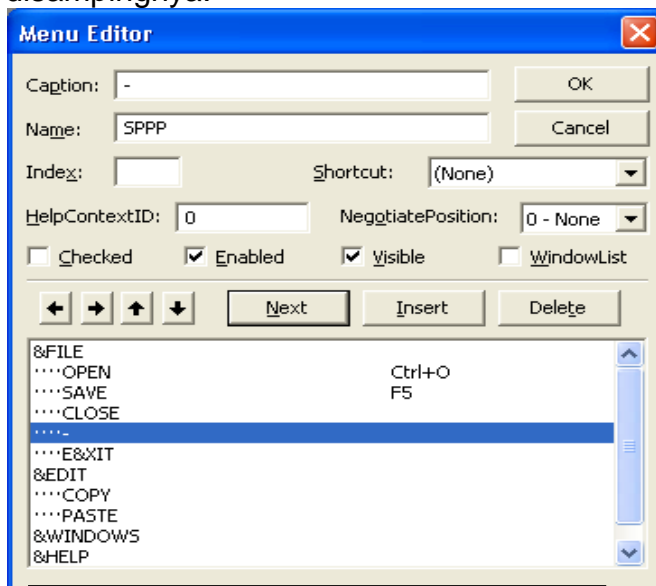 disampingnya.
Menu Editor
Caption: - OK
Name: SPPP Cancel
Index: Shortcut: (None)
HelpContextID: 0 NegotiatePosition: 0 - None
Checked Enabled Visible WindowList
Next Insert Delete
&FILE
····OPEN Ctrl+O
····SAVE F5
····CLOSE
····-
····E&XIT
&EDIT
····COPY
····PASTE
&WINDOWS
&HELP